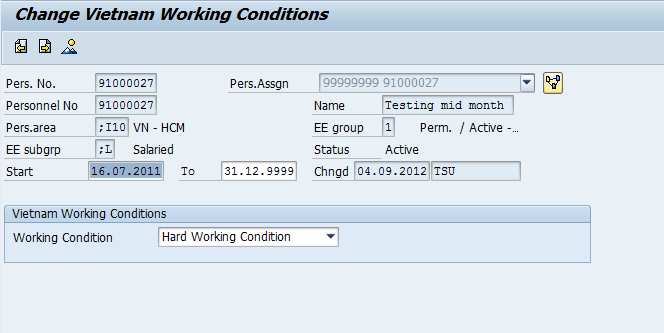 Change Vietnam Working Conditions
Pers. No. 91000027 Pers.Assgn 99999999 91000027
Personnel No 91000027 Name Testing mid month
Pers.area ;I10 VN - HCM EE group 1 Perm. / Active -...
EE subgrp ;L Salaried Status Active
Start 16.07.2011 To 31.12.9999 Chngd 04.09.2012 TSU
Vietnam Working Conditions
Working Condition Hard Working Condition